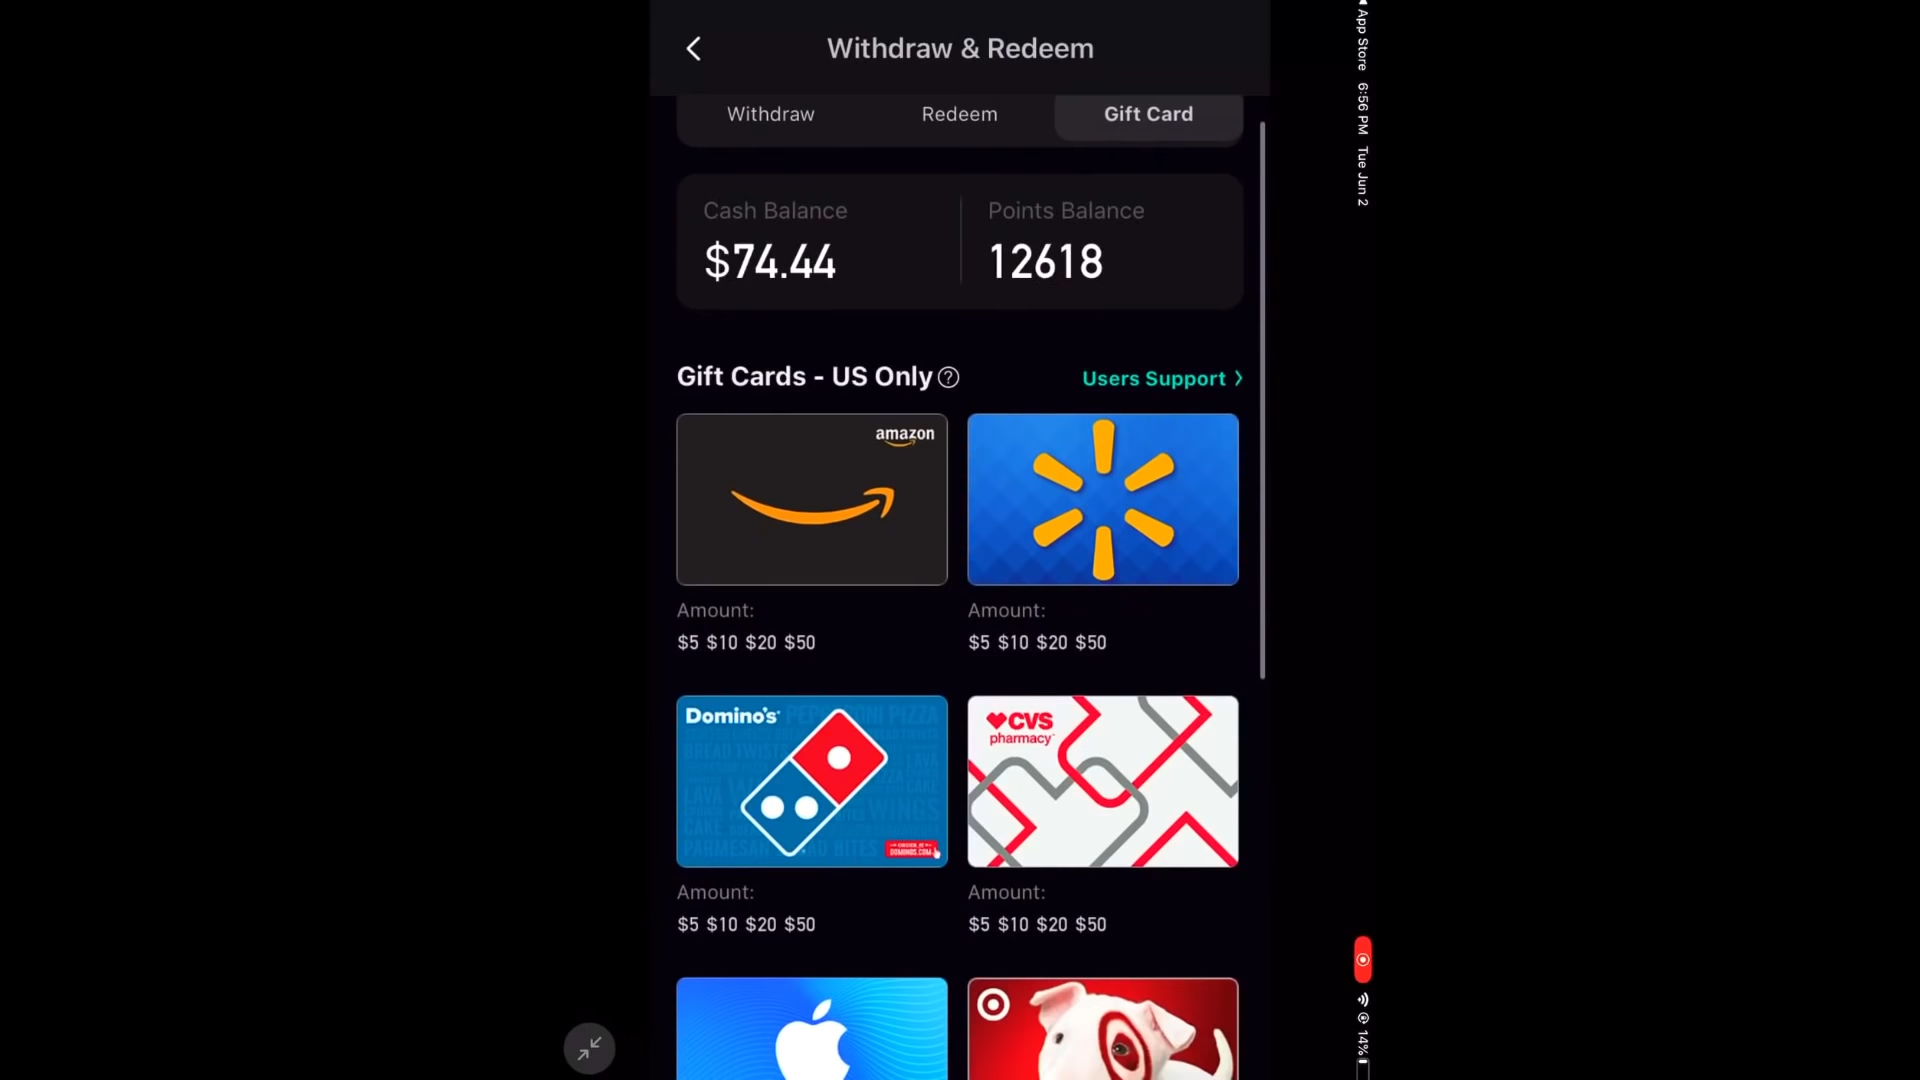 Withdraw & Redeem
Withdraw
Redeem
Gift Card
Cash Balance
Points Balance
$74.44
12618
Gift Cards - US Only
Users Support
amazon
Amount:
$5 $10 $20 $50
Amount:
$5 $10 $20 $50
Domino's
CVS
pharmacy
Amount:
$5 $10 $20 $50
Amount:
$5 $10 $20 $50
App Store 6:56 PM Tue Jun 2
14%